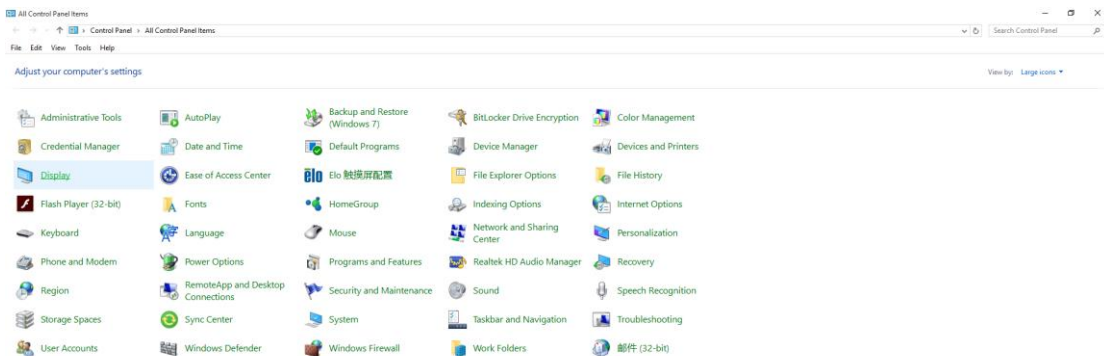 All Control Panel Items
Control Panel > All Control Panel Items
Search Control Panel
File Edit View Tools Help
Adjust your computer's settings
View by: Large icons
Administrative Tools
AutoPlay
Backup and Restore
(Windows 7)
BitLocker Drive Encryption
Color Management
Credential Manager
Date and Time
Default Programs
Device Manager
Devices and Printers
Display
Ease of Access Center
elo
Elo 触摸屏配置
File Explorer Options
File History
Flash Player (32-bit)
Fonts
HomeGroup
Indexing Options
Internet Options
Keyboard
Language
Mouse
Network and Sharing
Center
Personalization
Phone and Modem
Power Options
Programs and Features
Realtek HD Audio Manager
Recovery
Region
RemoteApp and Desktop
Connections
Security and Maintenance
Sound
Speech Recognition
Storage Spaces
Sync Center
System
Taskbar and Navigation
Troubleshooting
User Accounts
Windows Defender
Windows Firewall
Work Folders
邮件 (32-bit)